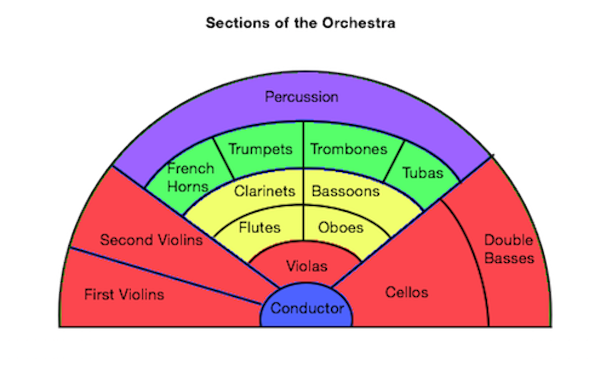 Sections of the Orchestra
Percussion
French
Horns
Trumpets
Trombones
Tubas
Clarinets
Bassoons
Flutes
Oboes
Second Violins
Violas
Double
Basses
First Violins
Cellos
Conductor